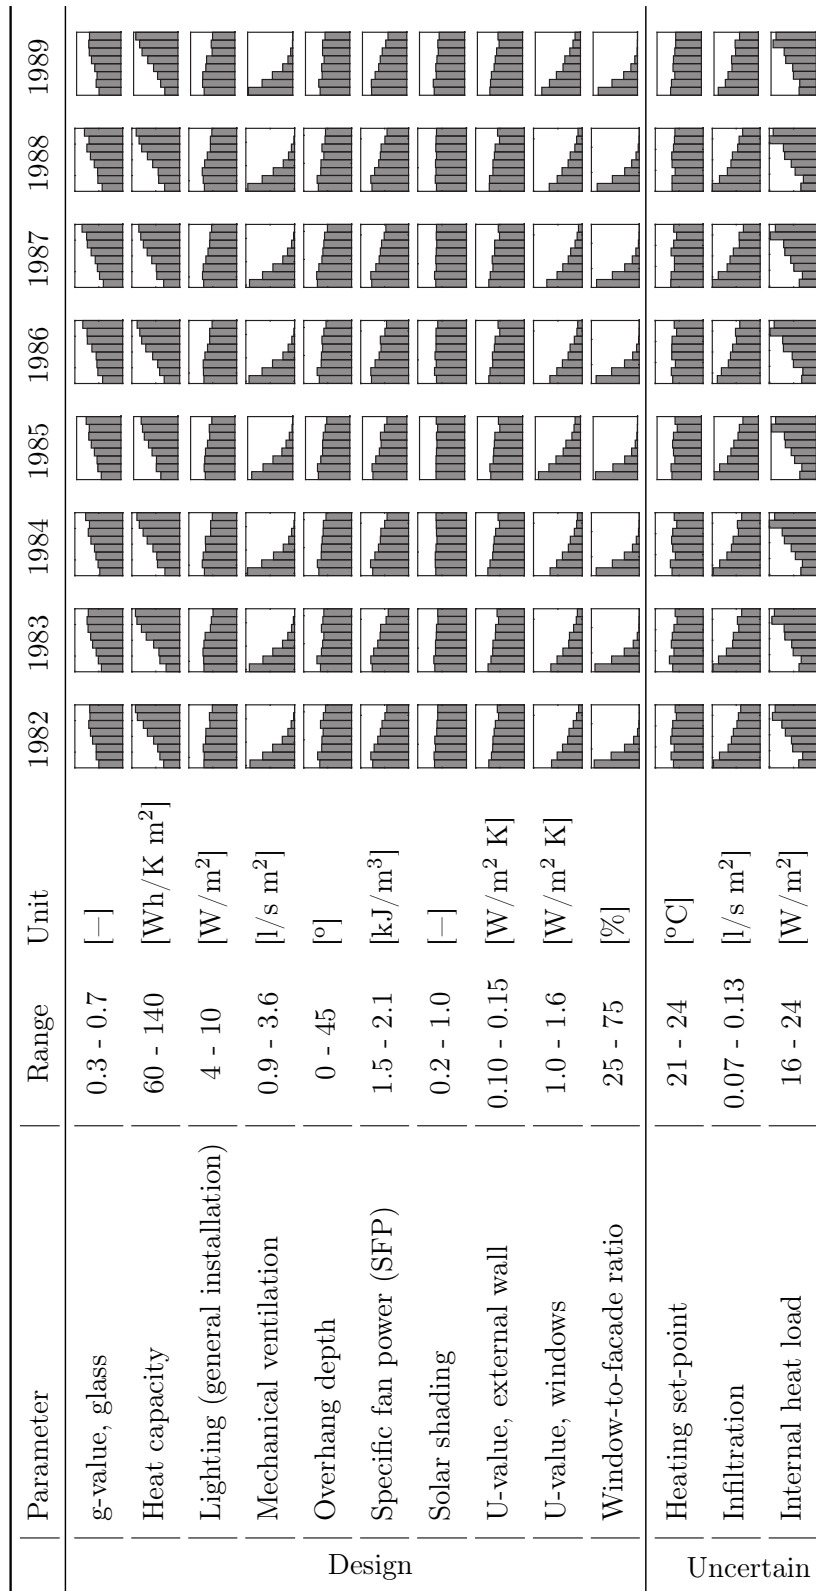 Parameter Range Unit 1982 1983 1984 1985 1986 1987 1988 1989
Design
g-value, glass 0.3 - 0.7 [–]
Heat capacity 60 - 140 [Wh/K m²]
Lighting (general installation) 4 - 10 [W/m²]
Mechanical ventilation 0.9 - 3.6 [l/s m²]
Overhang depth 0 - 45 [º]
Specific fan power (SFP) 1.5 - 2.1 [kJ/m³]
Solar shading 0.2 - 1.0 [–]
U-value, external wall 0.10 - 0.15 [W/m² K]
U-value, windows 1.0 - 1.6 [W/m² K]
Window-to-facade ratio 25 - 75 [%]
Uncertain
Heating set-point 21 - 24 [ºC]
Infiltration 0.07 - 0.13 [l/s m²]
Internal heat load 16 - 24 [W/m²]